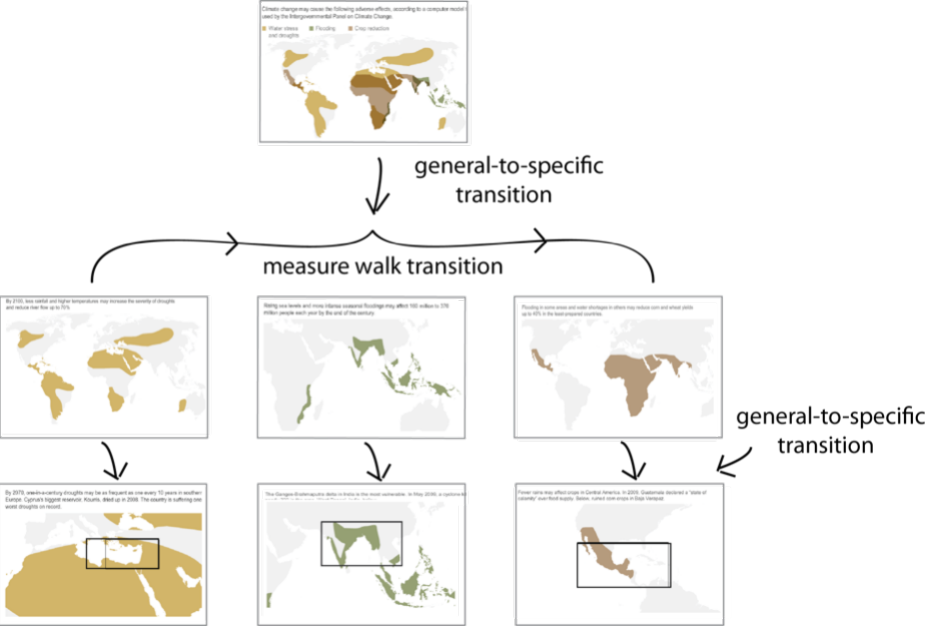 Climate change may cause the following adverse effects, according to a computer model
used by the Intergovernmental Panel on Climate Change.
Water stress
and droughts
Flooding
Crop reduction
general-to-specific
transition
measure walk transition
By 2100, less rainfall and higher temperatures may increase the severity of droughts
and reduce river flow up to 70%.
Rising sea levels and more intense seasonal floodings may affect 100 million to 370
million people each year by the end of the century
Flooding in some areas and water shortages in others may reduce corn and wheat yields
up to 40% in the least-prepared countries.
general-to-specific
transition
By 2070, once-in-a-century droughts may be as frequent as one every 10 years in southern
Europe. Cyprus's biggest reservoir, Kouris, dried up in 2008. The country is suffering
worst droughts on record.
The Ganges-Brahmaputra delta in India is the most vulnerable. In May 2009, a cyclone
Fewer rains may affect crops in Central America. In 2009, Guatemala declared a "state of
calamity" over food supply. Below, ruined corn crops in